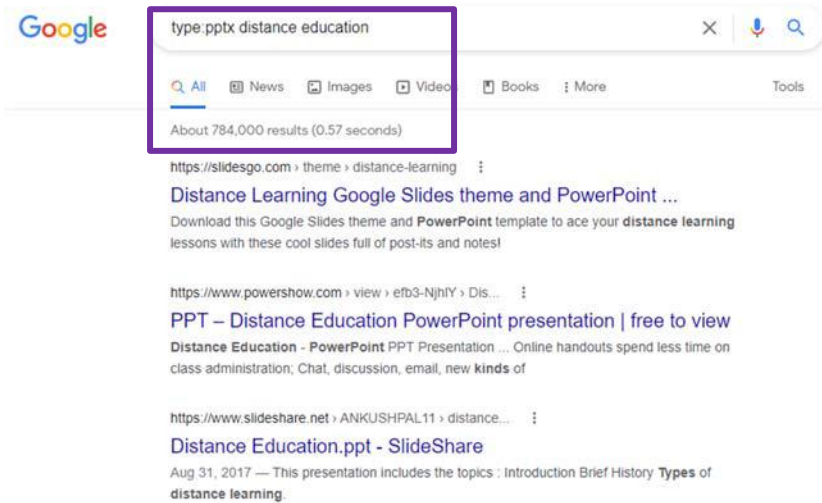 Google
type:pptx distance education
All News Images Videos Books More Tools
About 784,000 results (0.57 seconds)
https://slidesgo.com › theme › distance-learning
Distance Learning Google Slides theme and PowerPoint ...
Download this Google Slides theme and PowerPoint template to ace your distance learning
lessons with these cool slides full of post-its and notes!
https://www.powershow.com › view › efb3-NjhlY › Dis...
PPT – Distance Education PowerPoint presentation | free to view
Distance Education - PowerPoint PPT Presentation ... Online handouts spend less time on
class administration; Chat, discussion, email, new kinds of
https://www.slideshare.net › ANKUSHPAL11 › distance...
Distance Education.ppt - SlideShare
Aug 31, 2017 — This presentation includes the topics : Introduction Brief History Types of
distance learning.